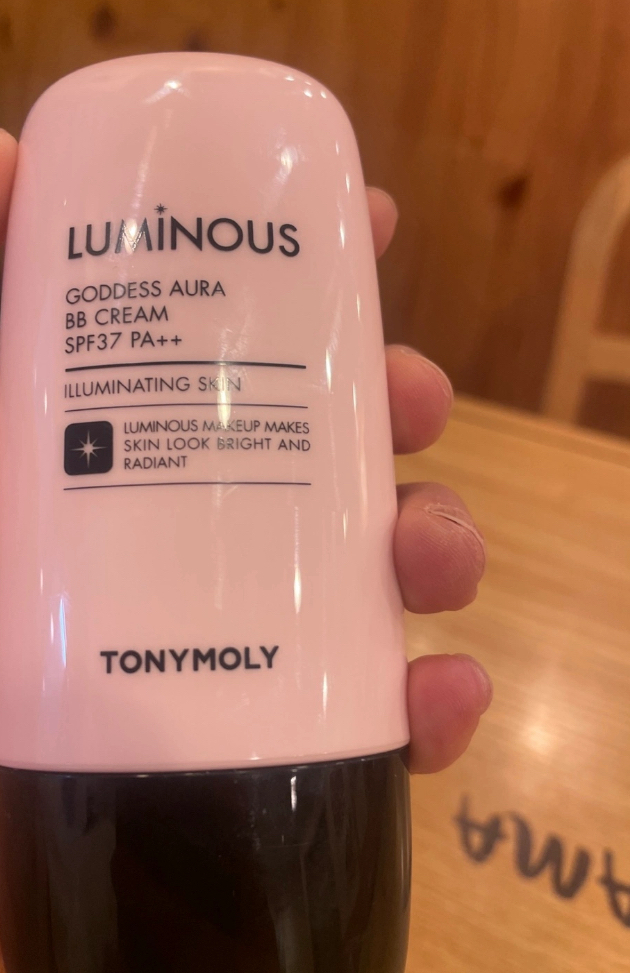 LUMINOUS
GODDESS AURA
BB CREAM
SPF37 PA++
ILLUMINATING SKIN
LUMINOUS MAKEUP MAKES
SKIN LOOK BRIGHT AND
RADIANT
TONYMOLY